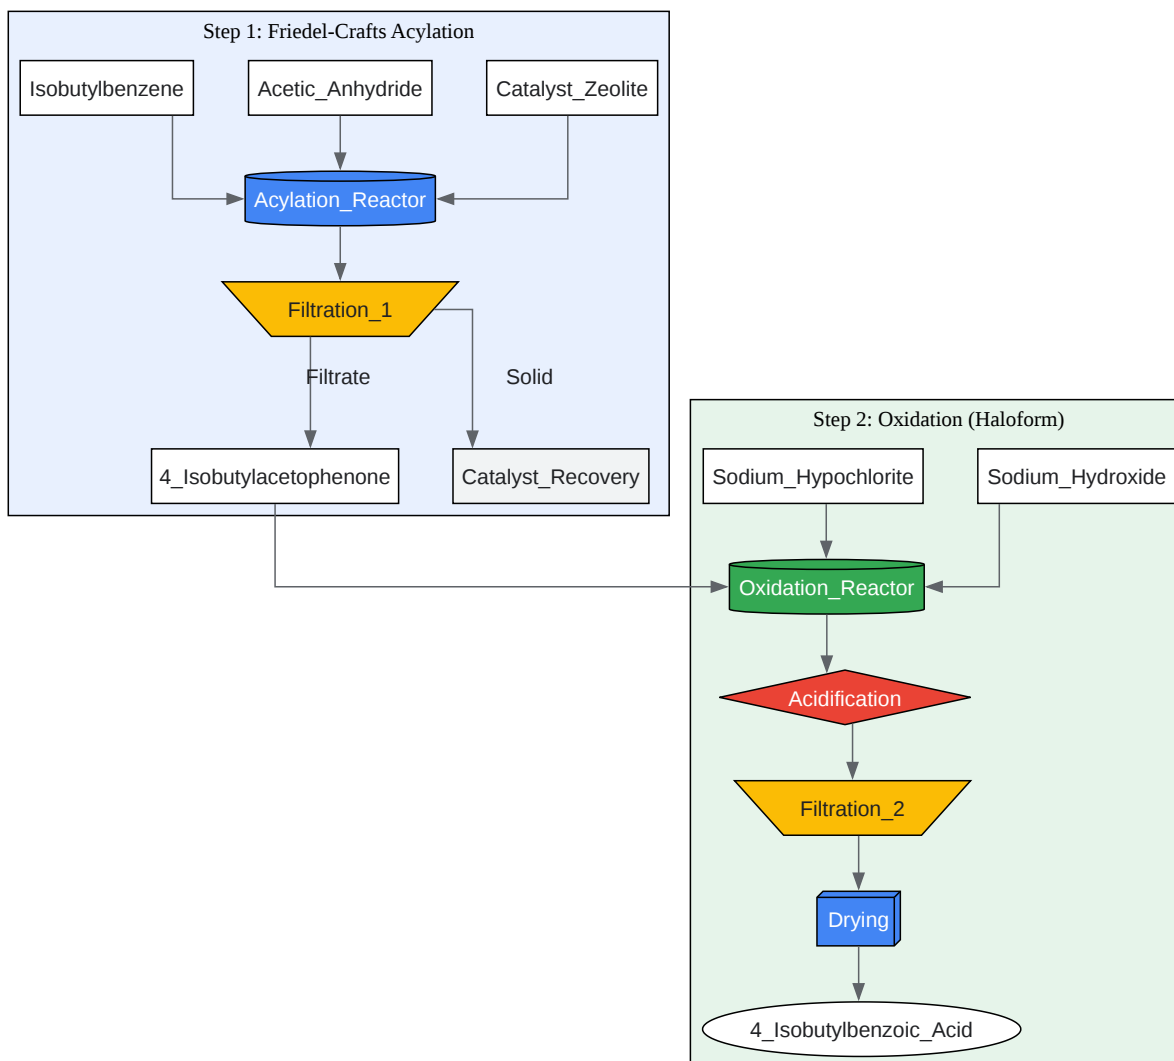 Step 1: Friedel-Crafts Acylation
Isobutylbenzene
Acetic_Anhydride
Catalyst_Zeolite
Acylation_Reactor
Filtration_1
Filtrate
Solid
4_Isobutylacetophenone
Catalyst_Recovery
Step 2: Oxidation (Haloform)
Sodium_Hypochlorite
Sodium_Hydroxide
Oxidation_Reactor
Acidification
Filtration_2
Drying
4_Isobutylbenzoic_Acid